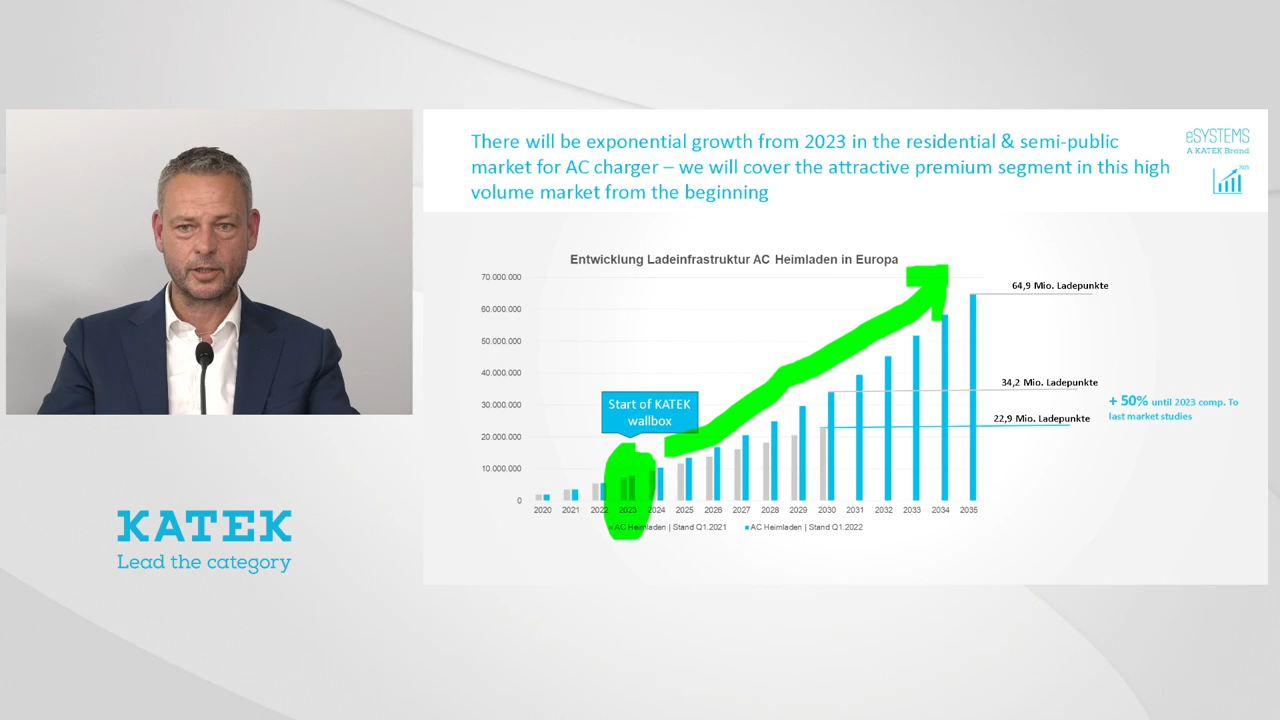 There will be exponential growth from 2023 in the residential & semi-public
market for AC charger – we will cover the attractive premium segment in this high
volume market from the beginning
eSYSTEMS
A KATEK Brand
2025
Entwicklung Ladeinfrastruktur AC Heimladen in Europa
70.000.000
60.000.000
50.000.000
40.000.000
30.000.000
20.000.000
10.000.000
0
64,9 Mio. Ladepunkte
34,2 Mio. Ladepunkte
22,9 Mio. Ladepunkte
+ 50% until 2023 comp. To
last market studies
Start of KATEK
wallbox
2020 2021 2022 2023 2024 2025 2026 2027 2028 2029 2030 2031 2032 2033 2034 2035
AC Heimladen | Stand Q1.2021 AC Heimladen | Stand Q1.2022
KATEK
Lead the category